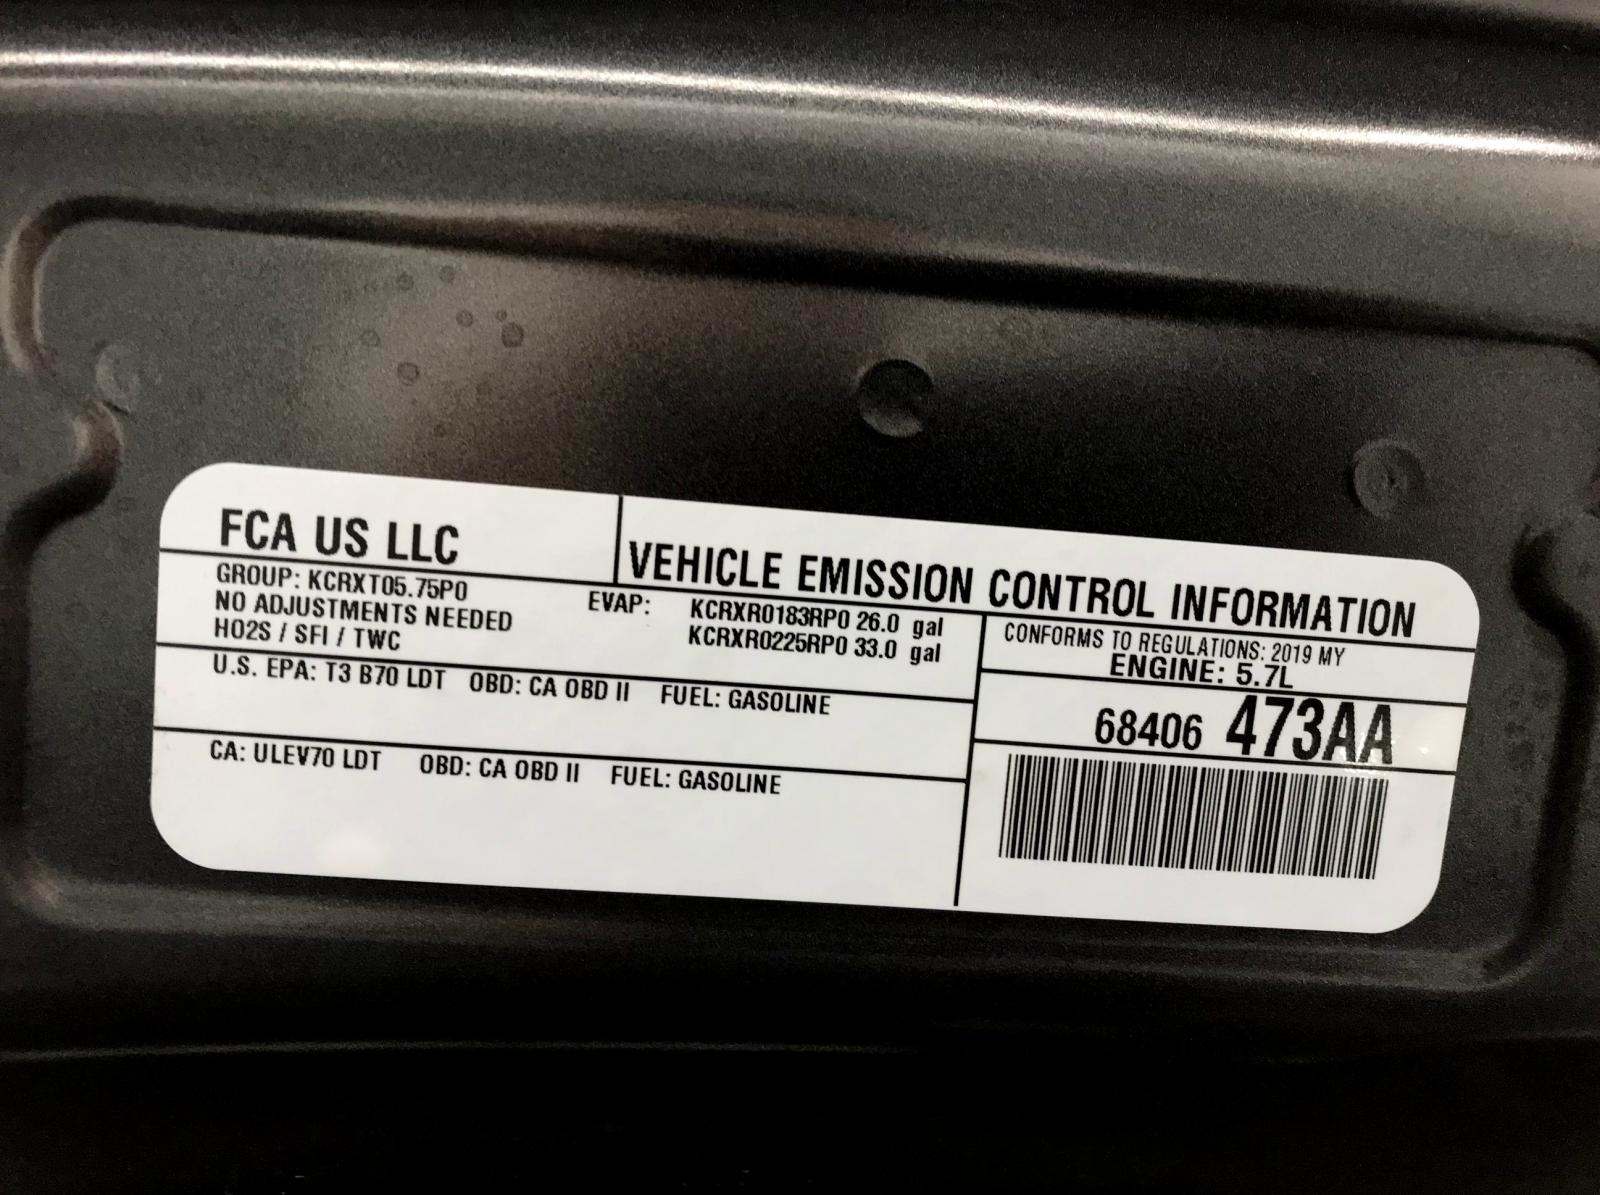 FCA US LLC
VEHICLE EMISSION CONTROL INFORMATION
GROUP: KCRXT05.75P0
NO ADJUSTMENTS NEEDED
HO2S / SFI / TWC
EVAP: KCRXR0183RP0 26.0 gal
KCRXR0225RP0 33.0 gal
CONFORMS TO REGULATIONS: 2019 MY
ENGINE: 5.7L
U.S. EPA: T3 B70 LDT OBD: CA OBD II FUEL: GASOLINE
68406 473AA
CA: ULEV70 LDT OBD: CA OBD II FUEL: GASOLINE